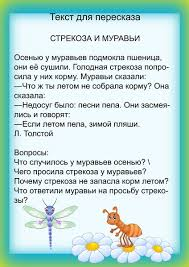 Текст для пересказа
СТРЕКОЗА И МУРАВЬИ
Осенью у муравьев подмокла пшеница,
они её сушили. Голодная стрекоза попро-
сила у них корму. Муравьи сказали:
—Что ж ты летом не собрала корму? Она
сказала:
—Недосуг было: песни пела. Они засмея-
лись и говорят:
—Если летом пела, зимой пляши.
Л. Толстой
Вопросы:
Что случилось у муравьев осенью? \
Чего просила стрекоза у муравьев?
Почему стрекоза не запасла корм летом?
Что ответили муравьи на просьбу стреко-
зы?